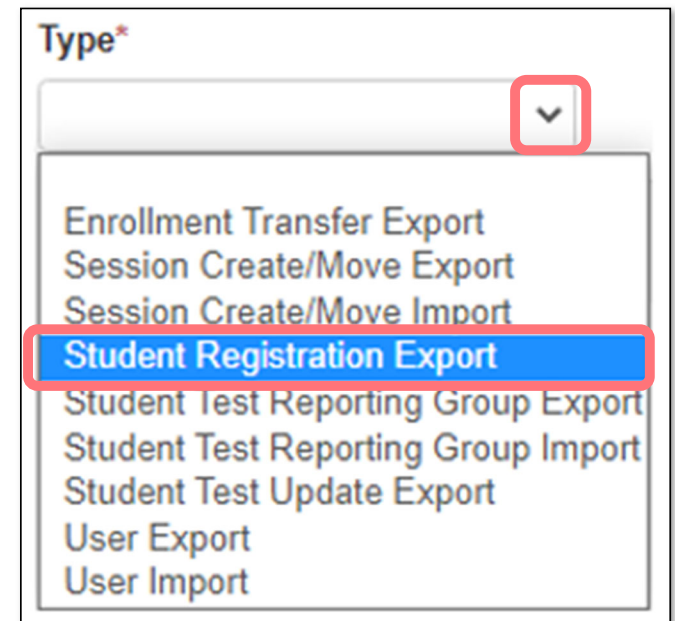 Type*
Enrollment Transfer Export
Session Create/Move Export
Session Create/Move Import
Student Registration Export
Student Test Reporting Group Export
Student Test Reporting Group Import
Student Test Update Export
User Export
User Import